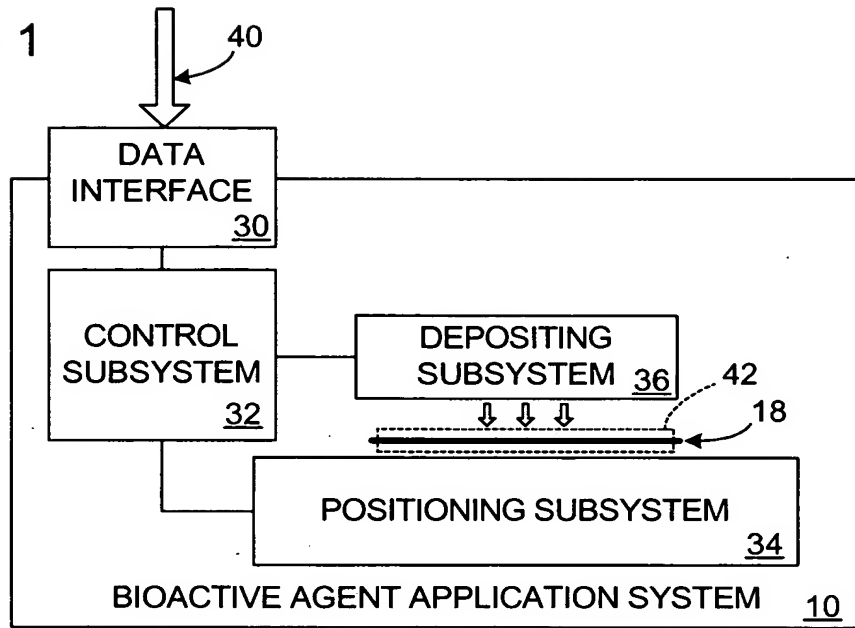 1
40
DATA
INTERFACE
30
CONTROL
SUBSYSTEM
32
DEPOSITING
SUBSYSTEM
36
42
18
POSITIONING SUBSYSTEM
34
BIOACTIVE AGENT APPLICATION SYSTEM
10